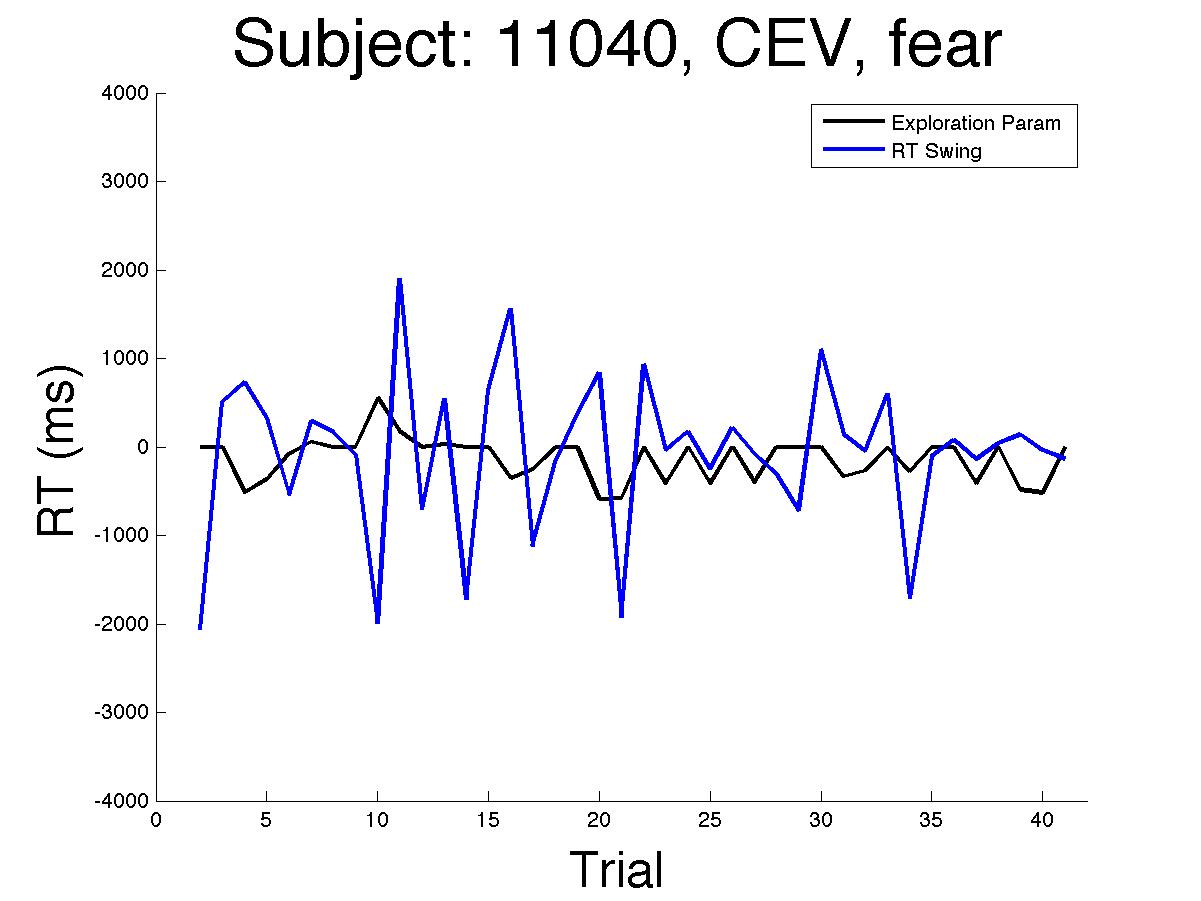 Subject: 11040, CEV, fear
4000
3000
2000
1000
0
-1000
-2000
-3000
-4000
RT (ms)
Exploration Param
RT Swing
0 5 10 15 20 25 30 35 40
Trial